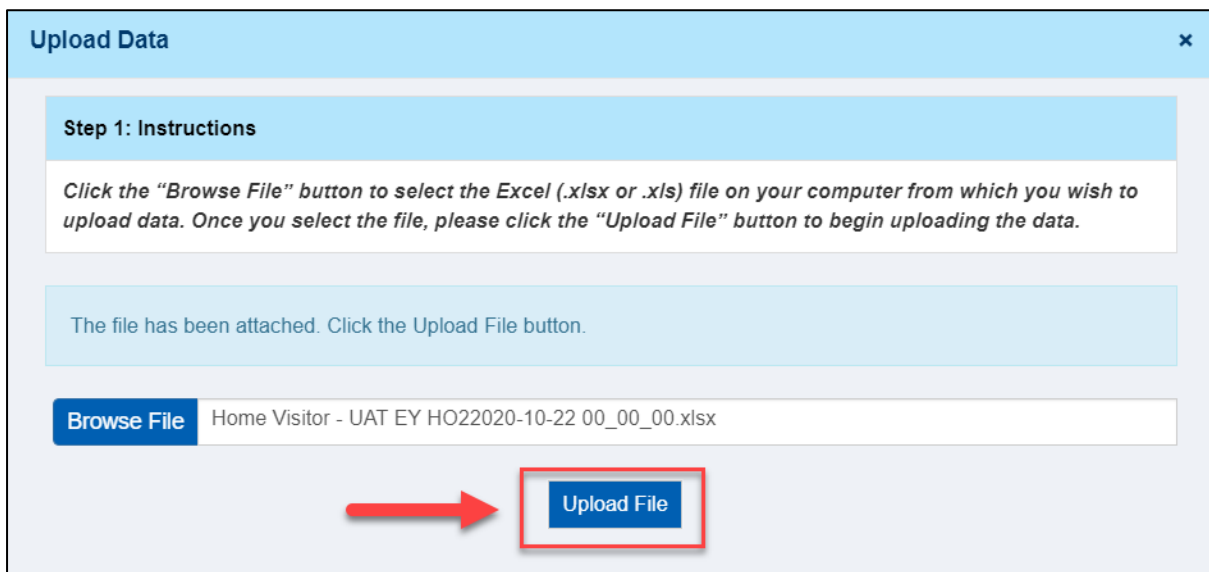 Upload Data
×
Step 1: Instructions
Click the “Browse File” button to select the Excel (.xlsx or .xls) file on your computer from which you wish to
upload data. Once you select the file, please click the “Upload File” button to begin uploading the data.
The file has been attached. Click the Upload File button.
Browse File Home Visitor - UAT EY HO22020-10-22 00_00_00.xlsx
Upload File